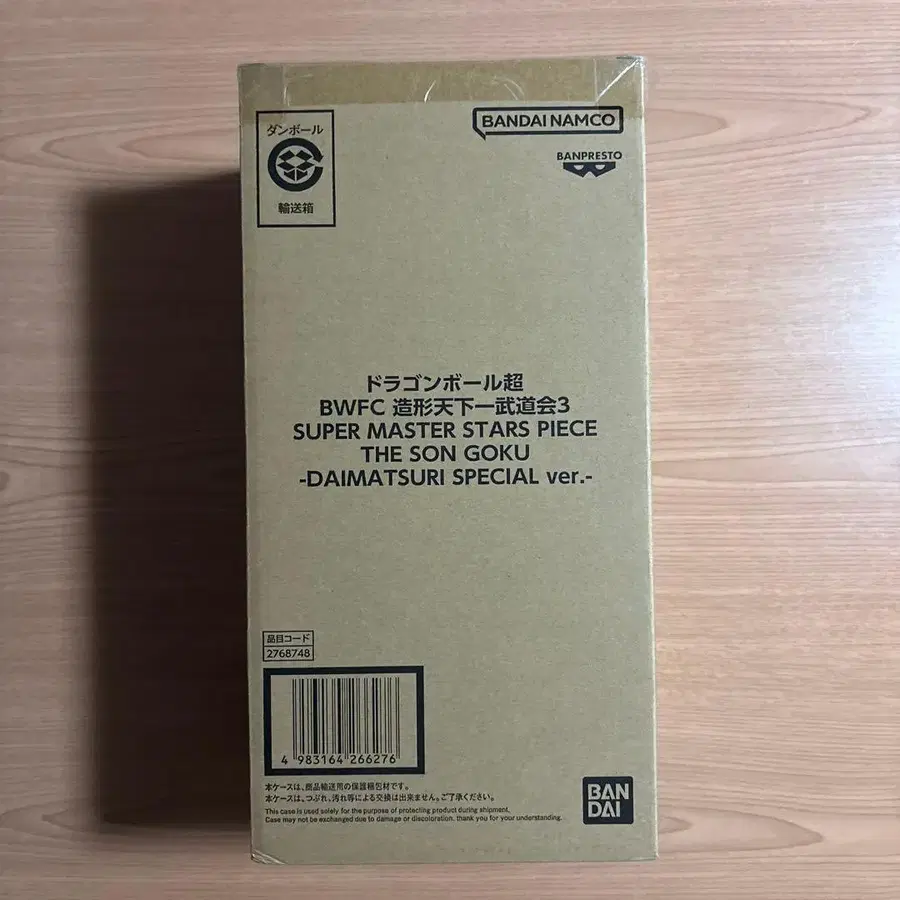 ダンボール
輸送箱
BANDAI NAMCO
BANPRESTO
ドラゴンボール超
BWFC 造形天下一武道会3
SUPER MASTER STARS PIECE
THE SON GOKU
-DAIMATSURI SPECIAL ver.-
品目コード
2768748
4 983164 266276
本ケースは、商品輸送用の保護梱包材です。
本ケースは、つぶれ、汚れ等による交換は出来ません。ご了承ください。
This case is used solely for the purpose of protecting product during shipment.
Case may not be exchanged due to damage or discoloration. thank you for your understanding.
BAN
DAI